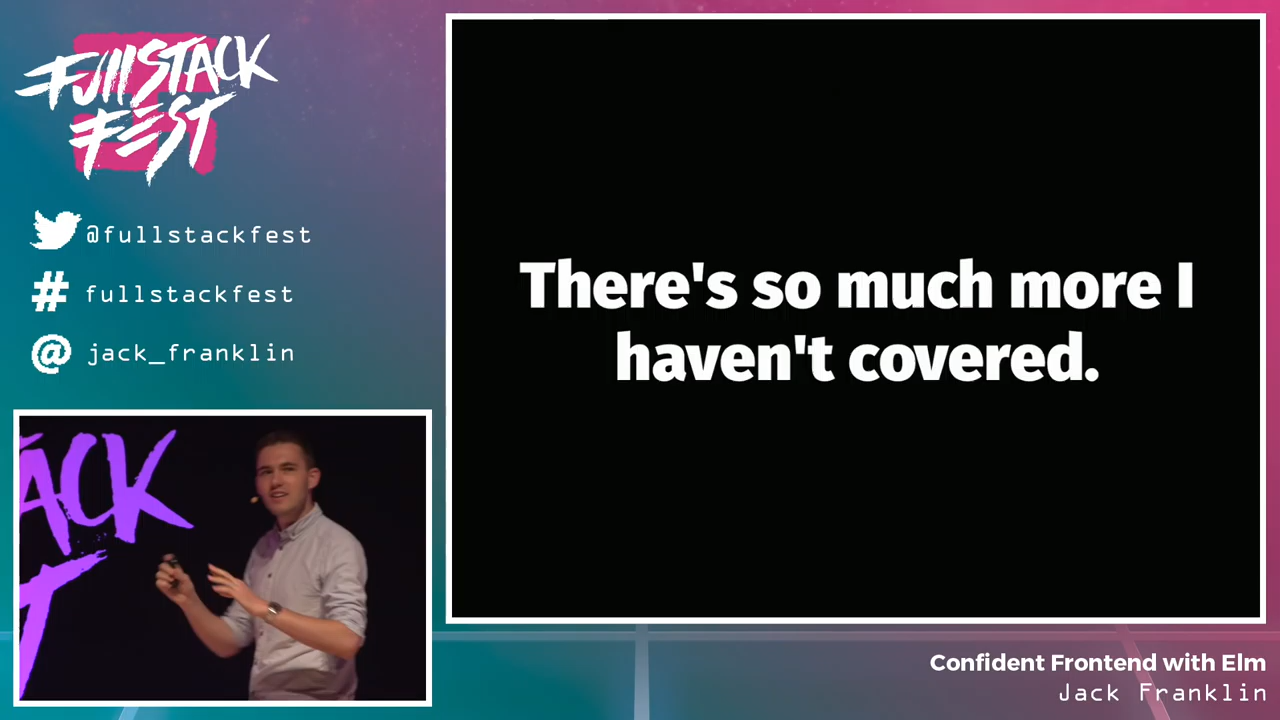 FullSTACK
FEST
@fullstackfest
# fullstackfest
@ jack_franklin
ACK
T
There's so much more I
haven't covered.
Confident Frontend with Elm
Jack Franklin